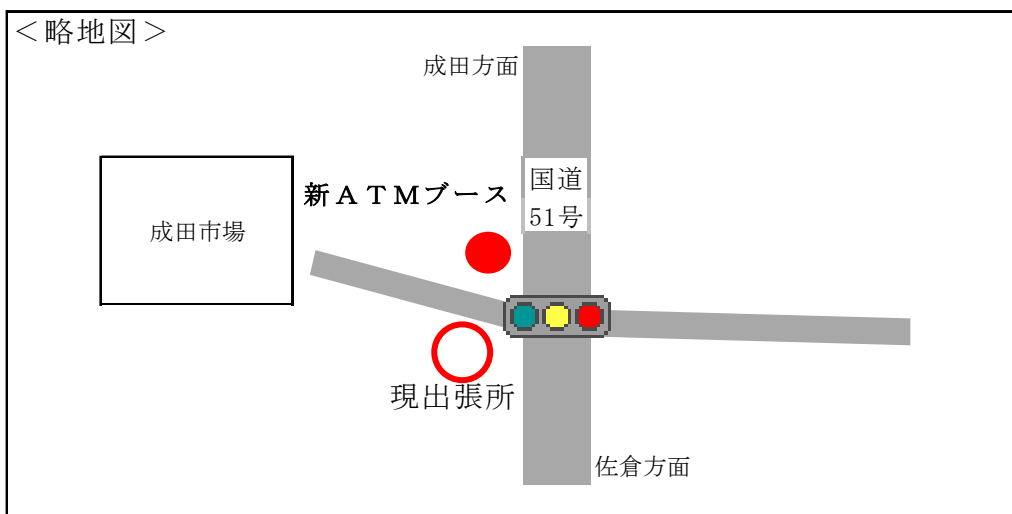 ＜略地図＞
成田方面
国道
51号
新ＡＴＭブース
成田市場
現出張所
佐倉方面